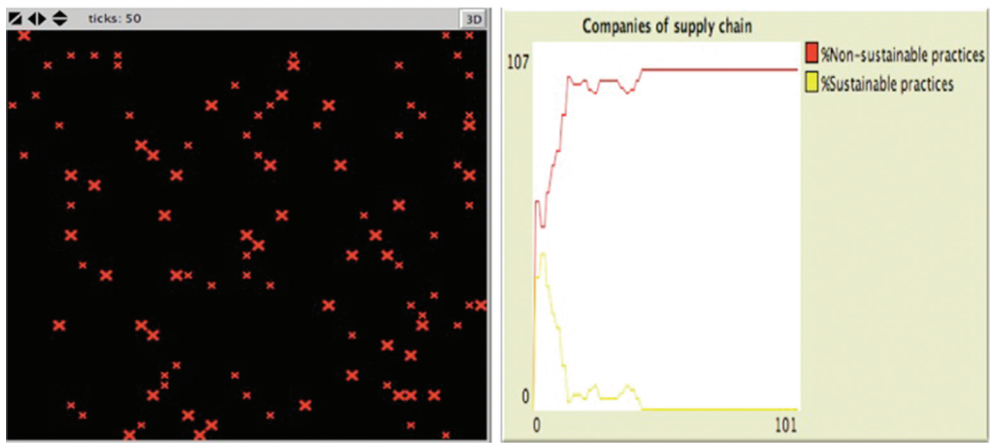 ticks: 50
3D
Companies of supply chain
107
0
0
101
%Non-sustainable practices
%Sustainable practices